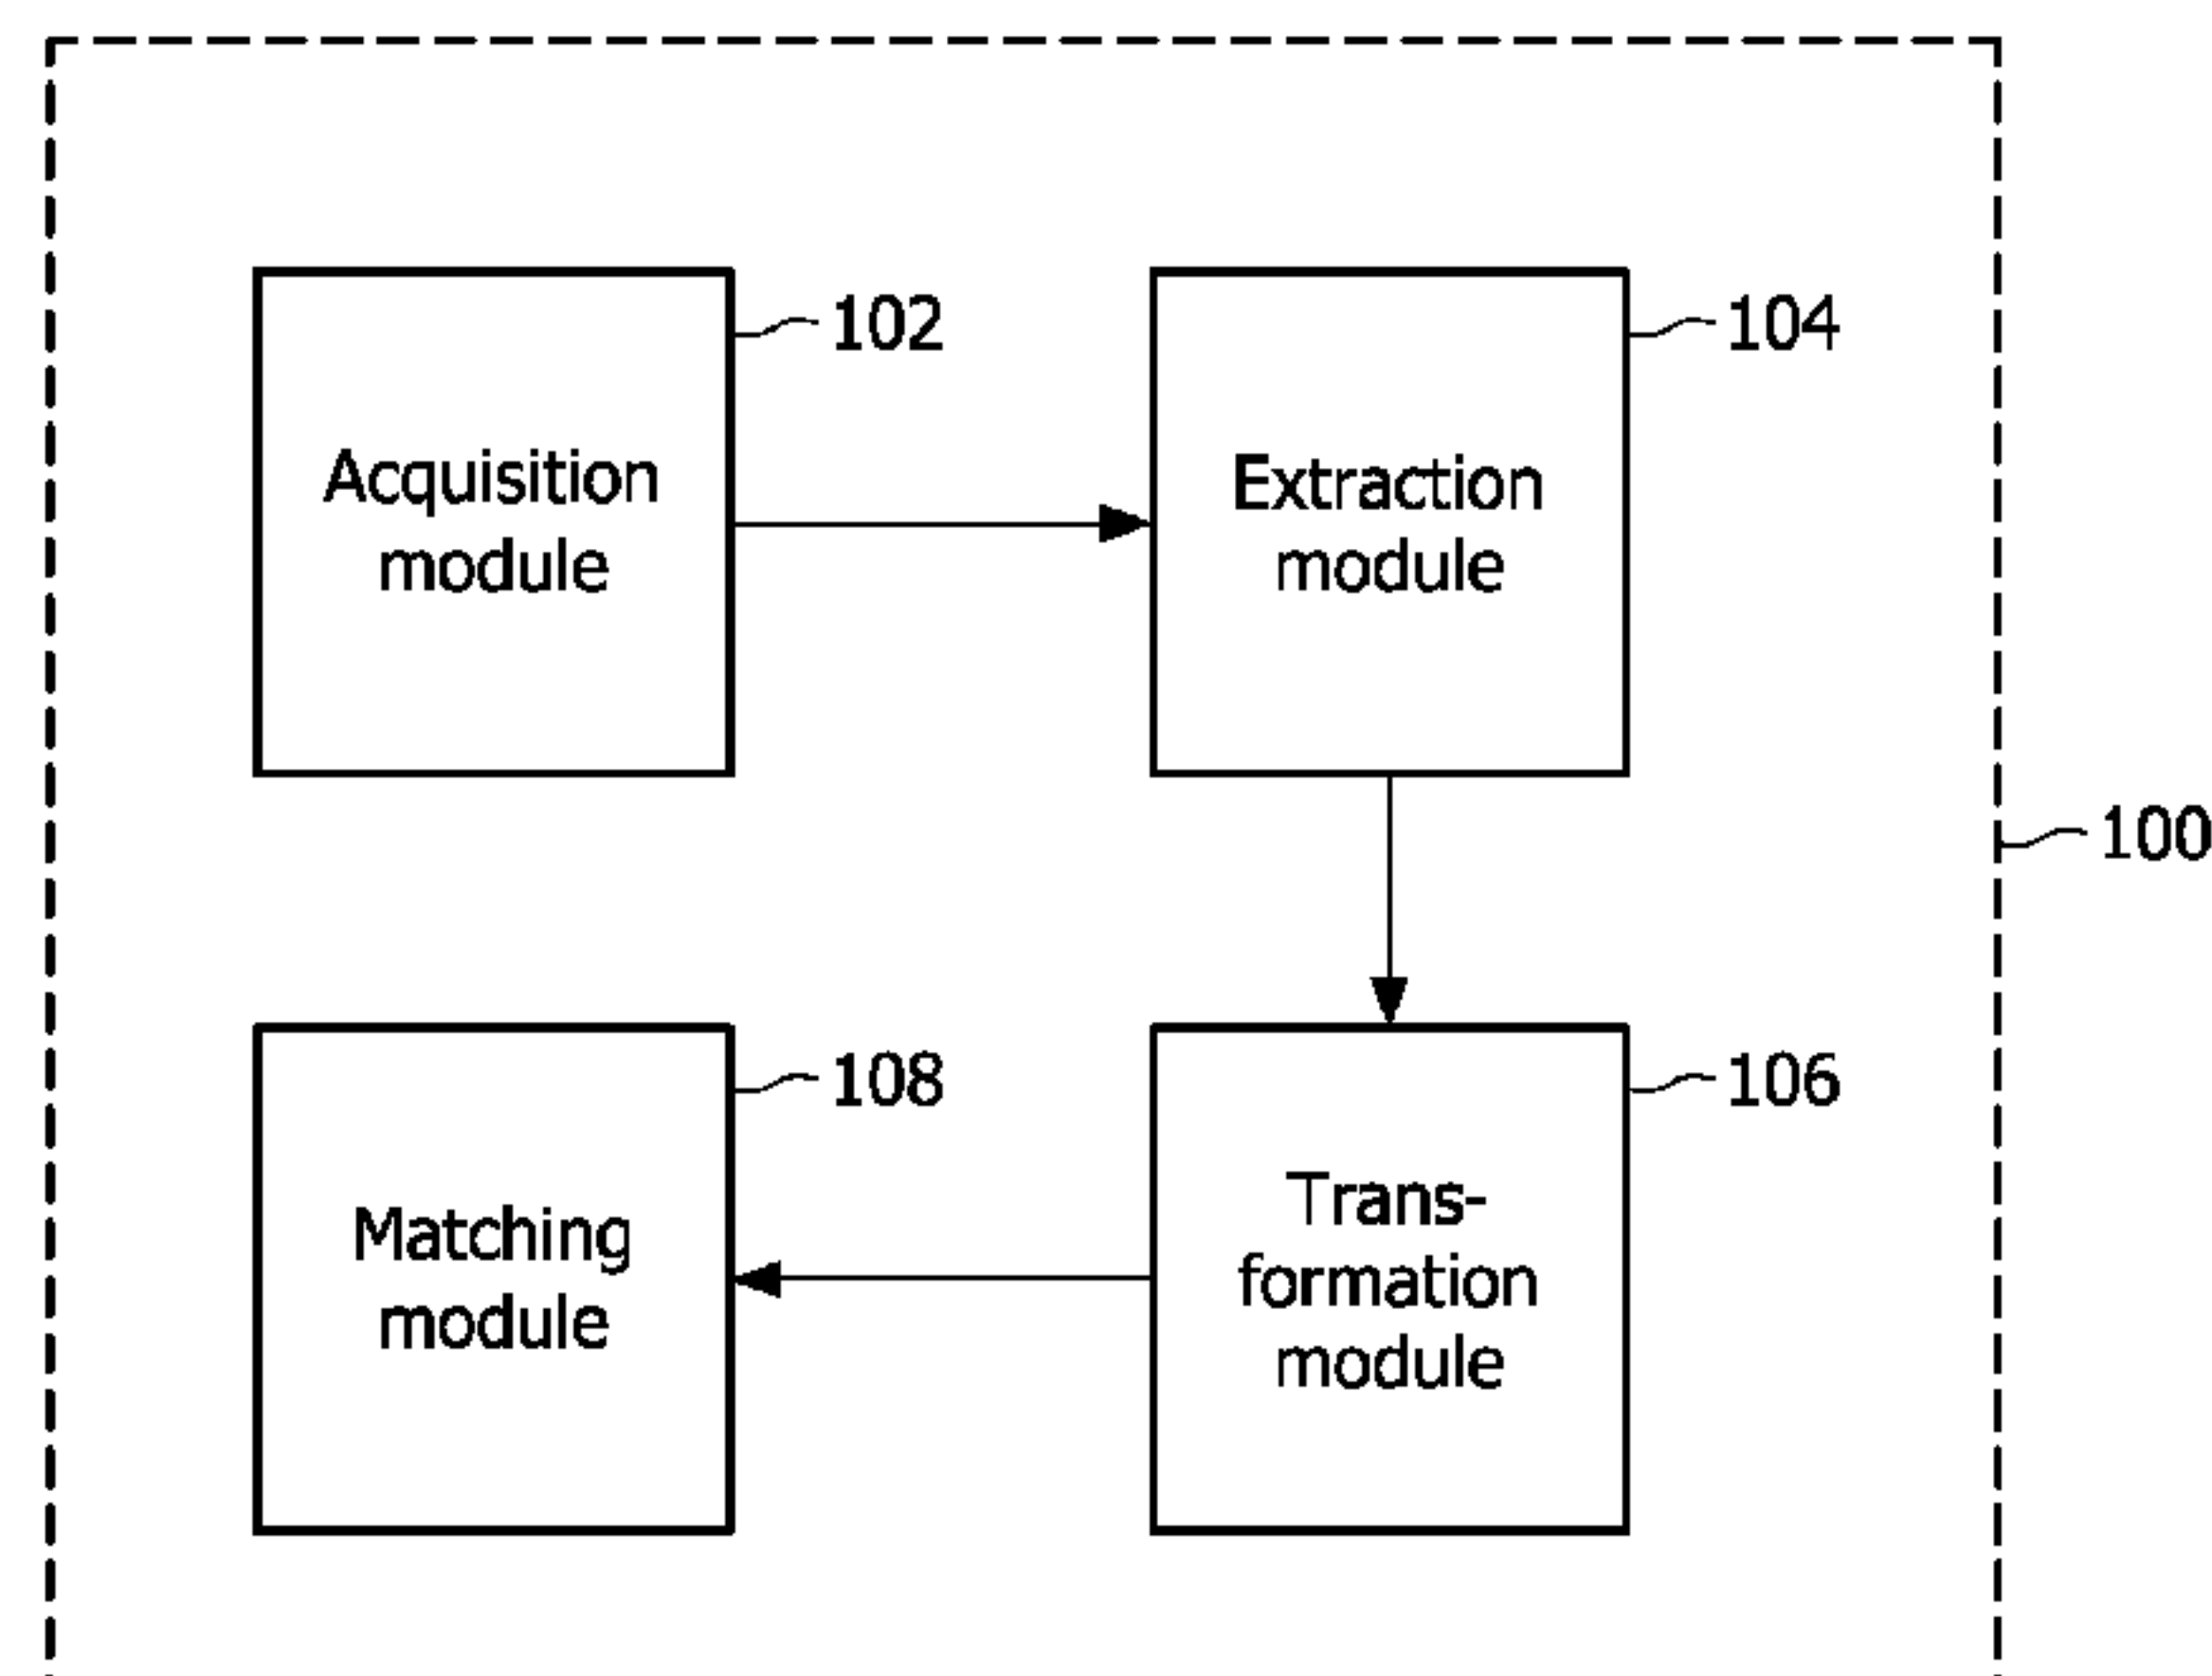 102
Acquisition
module
104
Extraction
module
100
108
Matching
module
106
Trans-
formation
module